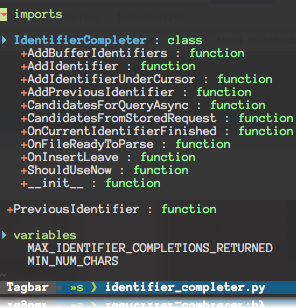 ▼ imports
▶ IdentifierCompleter : class
+AddBufferIdentifiers : function
+AddIdentifier : function
+AddIdentifierUnderCursor : function
+AddPreviousIdentifier : function
+CandidatesForQueryAsync : function
+CandidatesFromStoredRequest : function
+OnCurrentIdentifierFinished : function
+OnFileReadyToParse : function
+OnInsertLeave : function
+ShouldUseNow : function
+__init__ : function
+PreviousIdentifier : function
▶ variables
MAX_IDENTIFIER_COMPLETIONS_RETURNED
MIN_NUM_CHARS
Tagbar »s ❯ identifier_completer.py